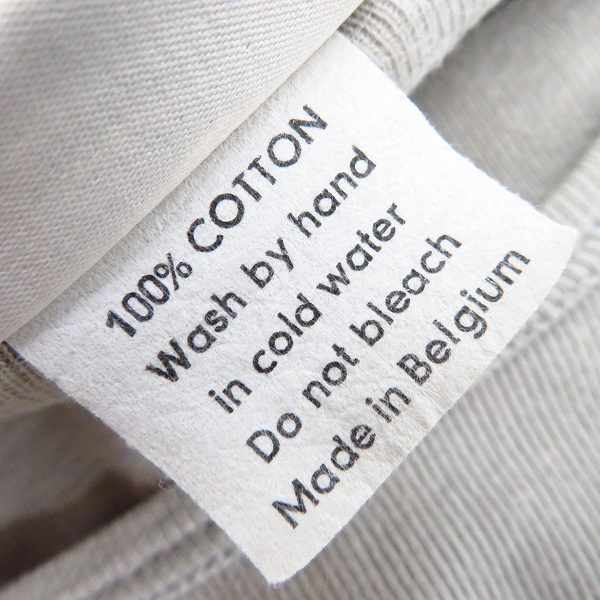 100% COTTON
Wash by hand
in cold water
Do not bleach
Made in Belgium